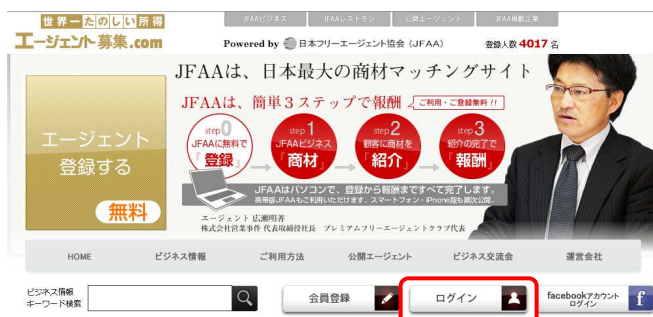 世界一たのしい所得
エージェント募集.com
JFAAビジネス
JFAAレストラン
公開エージェント
JFAA掲載企業
Powered by 日本フリーエージェント協会 (JFAA)
登録人数 4017 名
JFAAは、日本最大の商材マッチングサイト
JFAAは、簡単３ステップで報酬
ご利用・ご登録無料 !!
エージェント
登録する
無料
step 0
JFAAに無料で
『登録』
step 1
JFAAビジネス
『商材』
step 2
顧客に商材を
『紹介』
step 3
紹介の完了で
『報酬』
JFAAはパソコンで、登録から報酬まですべて完了します。
携帯版JFAAもご利用いただけます。スマートフォン・iPhone版も順次公開。
エージェント 広瀬明善
株式会社営業事件 代表取締役社長 プレミアムフリーエージェントクラブ代表
HOME
ビジネス情報
ご利用方法
公開エージェント
ビジネス交流会
運営会社
ビジネス情報
キーワード検索
会員登録
ログイン
facebookアカウント
ログイン
f